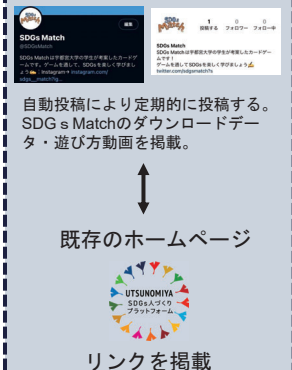 SDGs Match
編集
SDGs Match
@SDGsMatch
SDGs Matchは宇都宮大学の学生が考案したカードゲ
ームです。ゲームを通して、SDGsを楽しく学びまし
ょう✍️：Instagram➔ instagram.com/
sdgs__match?ig...
SDGs
Match
1
投稿する
0
フォロワー
0
フォロー中
SDGs Match
SDGs Matchは宇都宮大学の学生が考案したカードゲー
ムです！
ゲームを通してSDGsを楽しく学びましょう✍️
twitter.com/sdgsmatch?s
自動投稿により定期的に投稿する。
SDGｓMatchのダウンロードデー
タ・遊び方動画を掲載。
既存のホームページ
UTSUNOMIYA
SDGs人づくり
プラットフォーム
リンクを掲載